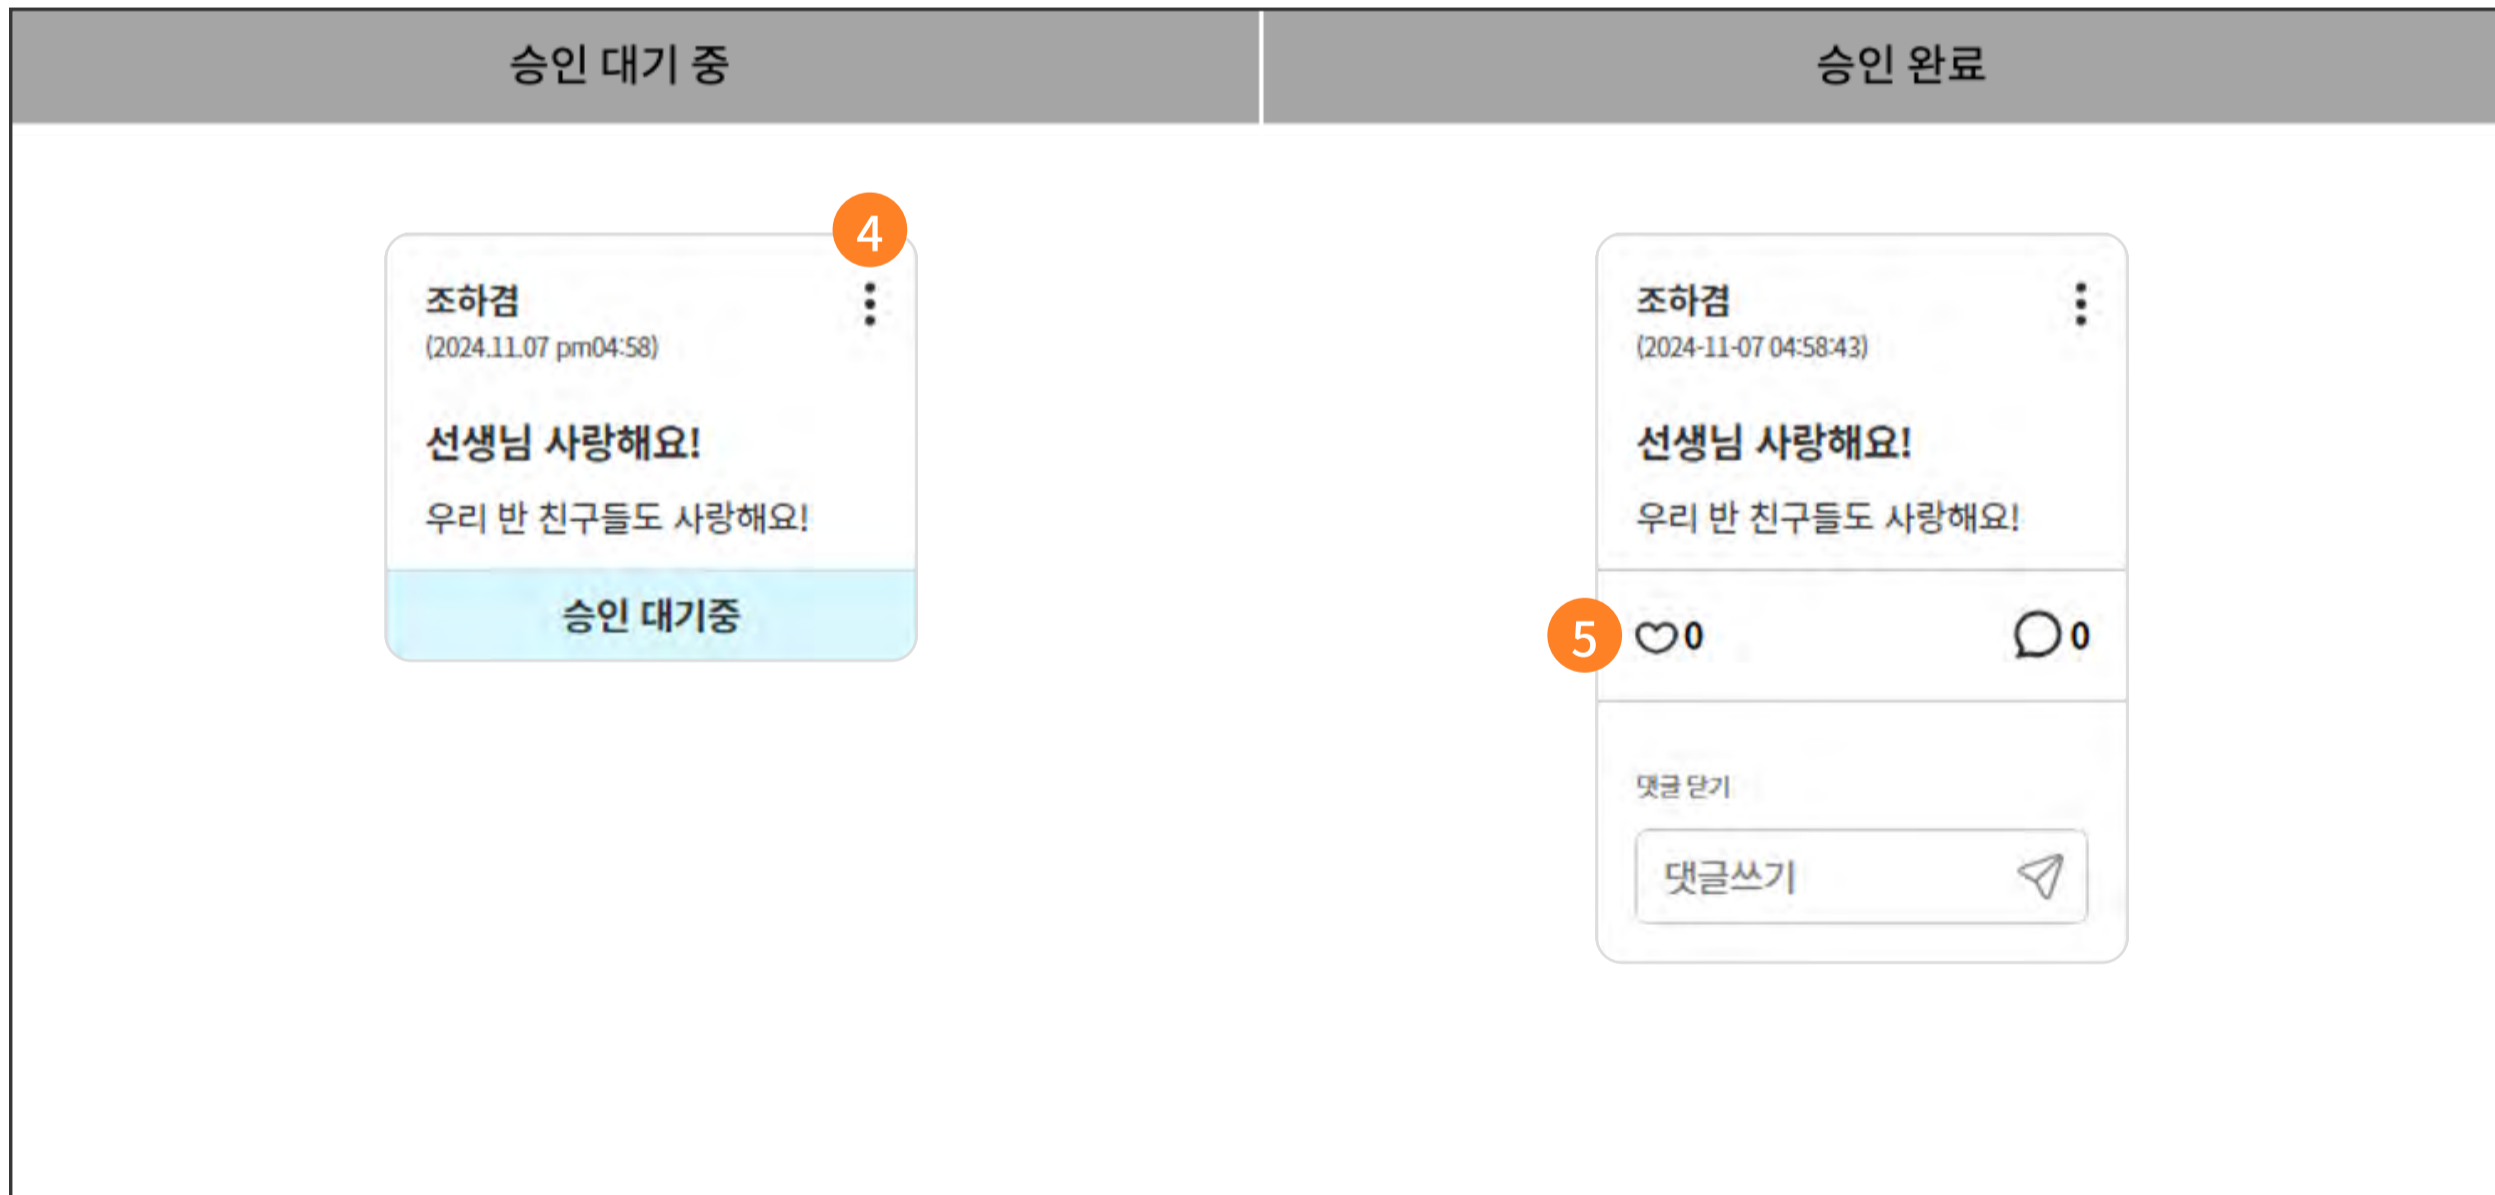 승인 대기 중
승인 완료
4
조하겸
(2024.11.07 pm04:58)
선생님 사랑해요!
우리 반 친구들도 사랑해요!
승인 대기중
조하겸
(2024-11-07 04:58:43)
선생님 사랑해요!
우리 반 친구들도 사랑해요!
5
0
0
댓글 닫기
댓글쓰기